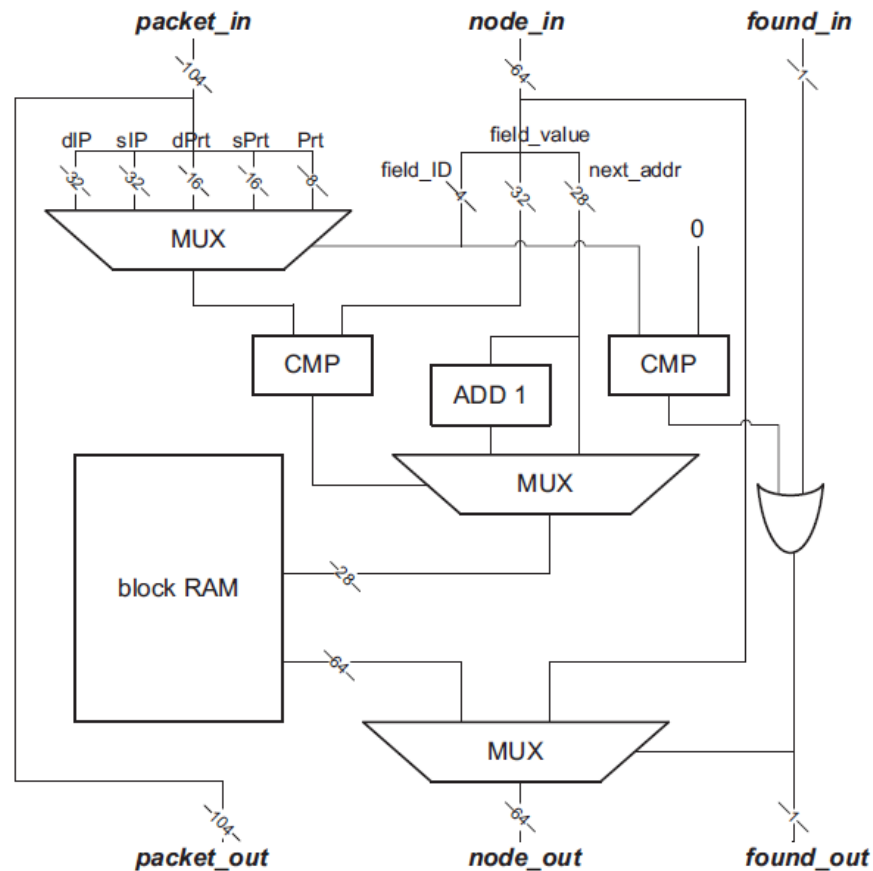 packet_in node_in found_in
104 64 1
dIP sIP dPrt sPrt Prt field_value
field_ID next_addr
32 32 16 16 8 4 32 28
MUX 0
CMP ADD 1 CMP
MUX
block RAM 28
64
MUX
104 64 1
packet_out node_out found_out